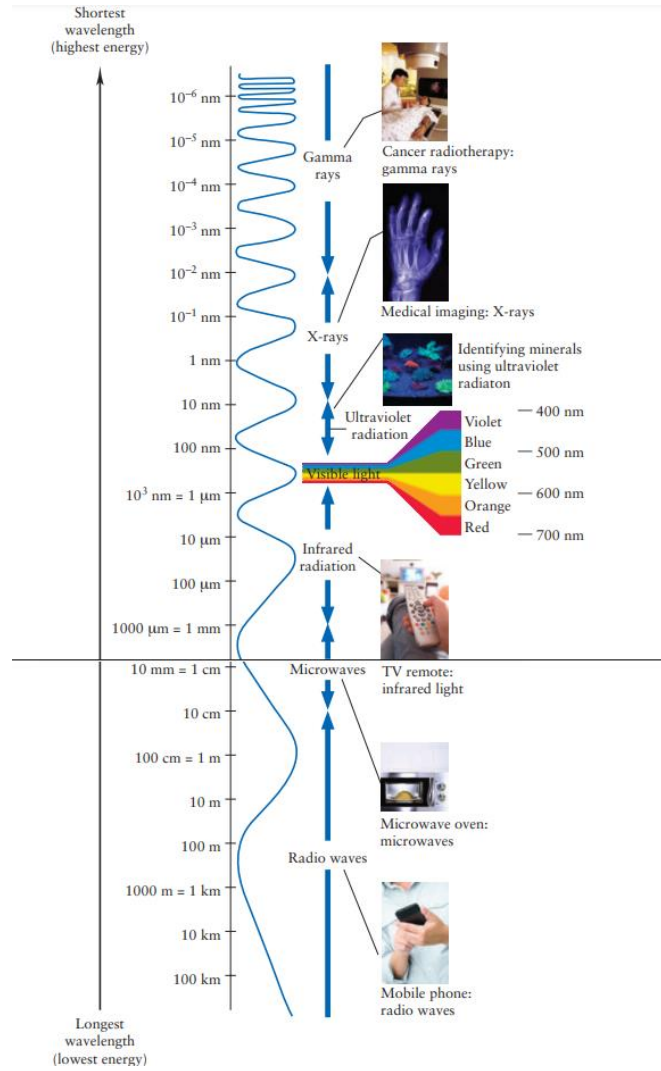 Shortest
wavelength
(highest energy)
10⁻⁶ nm
10⁻⁵ nm
10⁻⁴ nm
10⁻³ nm
10⁻² nm
10⁻¹ nm
1 nm
10 nm
100 nm
10³ nm = 1 μm
10 μm
100 μm
1000 μm = 1 mm
10 mm = 1 cm
10 cm
100 cm = 1 m
10 m
100 m
1000 m = 1 km
10 km
100 km
Longest
wavelength
(lowest energy)
Gamma
rays
X-rays
Ultraviolet
radiation
Visible light
Infrared
radiation
Microwaves
Radio waves
Cancer radiotherapy:
gamma rays
Medical imaging: X-rays
Identifying minerals
using ultraviolet
radiaton
Violet
Blue
Green
Yellow
Orange
Red
400 nm
500 nm
600 nm
700 nm
TV remote:
infrared light
Microwave oven:
microwaves
Mobile phone:
radio waves